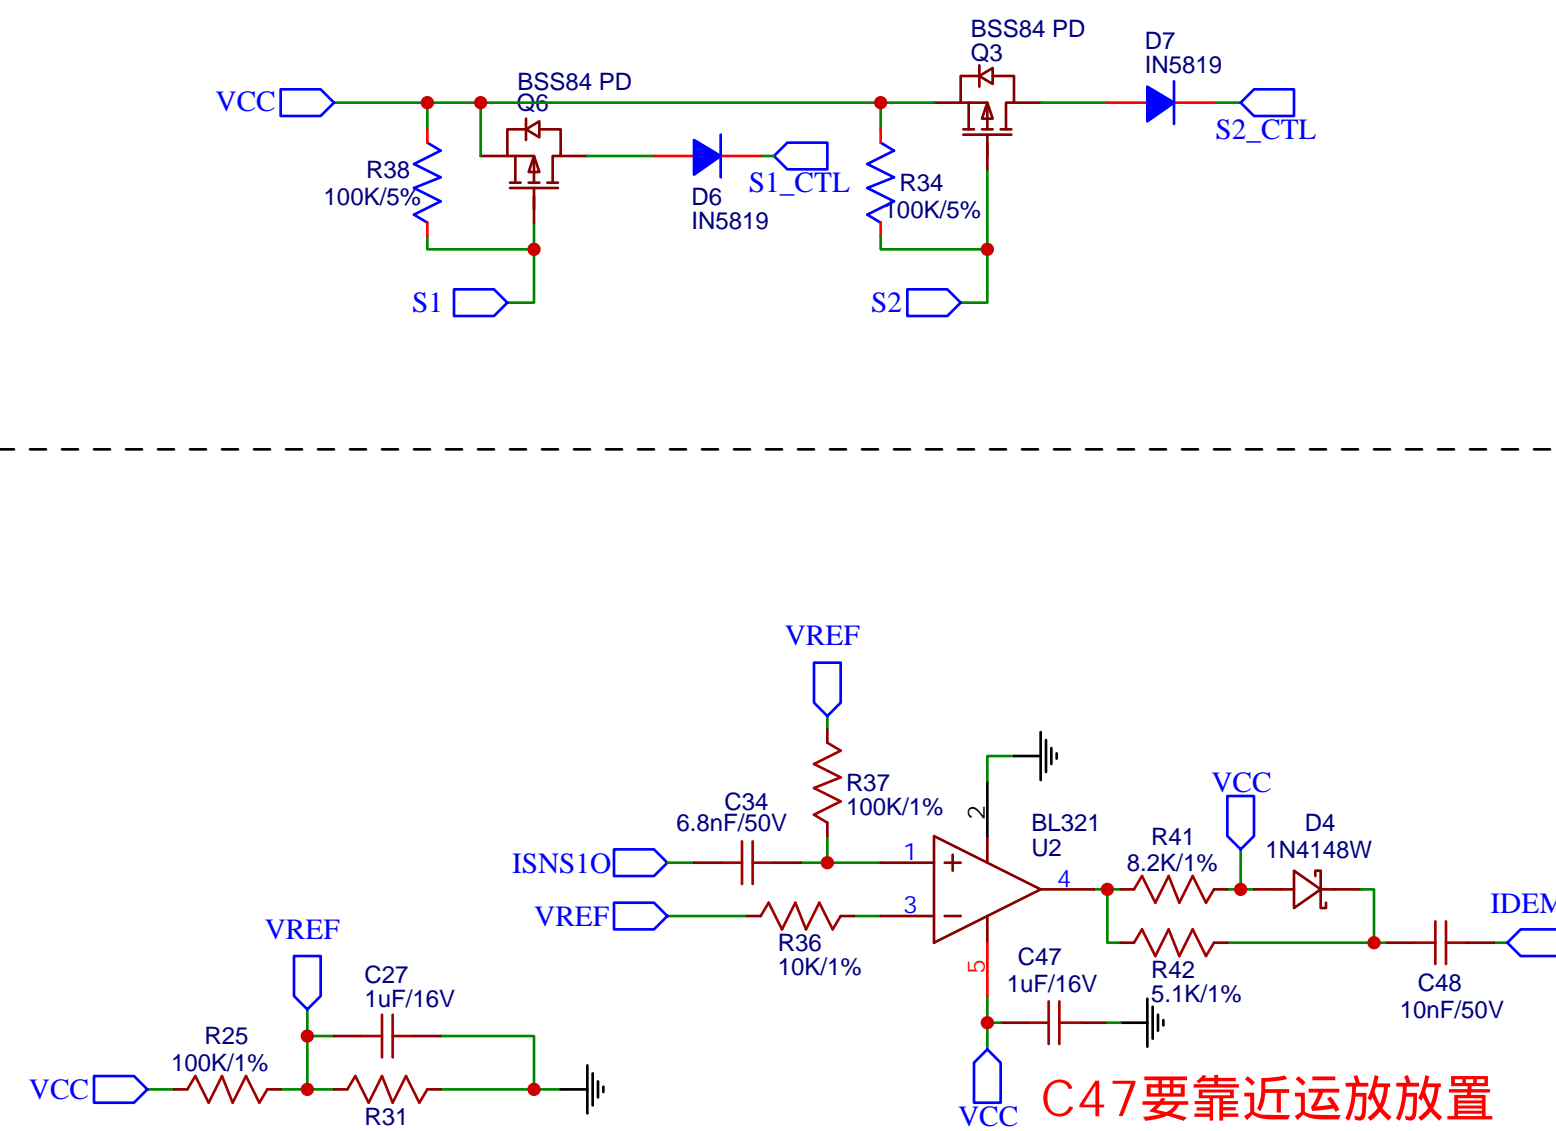 BSS84 PD
Q3
D7
IN5819
VCC
BSS84 PD
Q6
S2_CTL
R38
100K/5%
D6
IN5819
S1_CTL
R34
100K/5%
S1
S2
VREF
R37
100K/1%
C34
6.8nF/50V
2
BL321
U2
VCC
R41
8.2K/1%
D4
1N4148W
ISNS1O
1
4
VREF
3
R36
10K/1%
5
C47
1uF/16V
R42
5.1K/1%
IDEM
C48
10nF/50V
VREF
C27
1uF/16V
R25
100K/1%
VCC
R31
VCC
C47要靠近运放放置